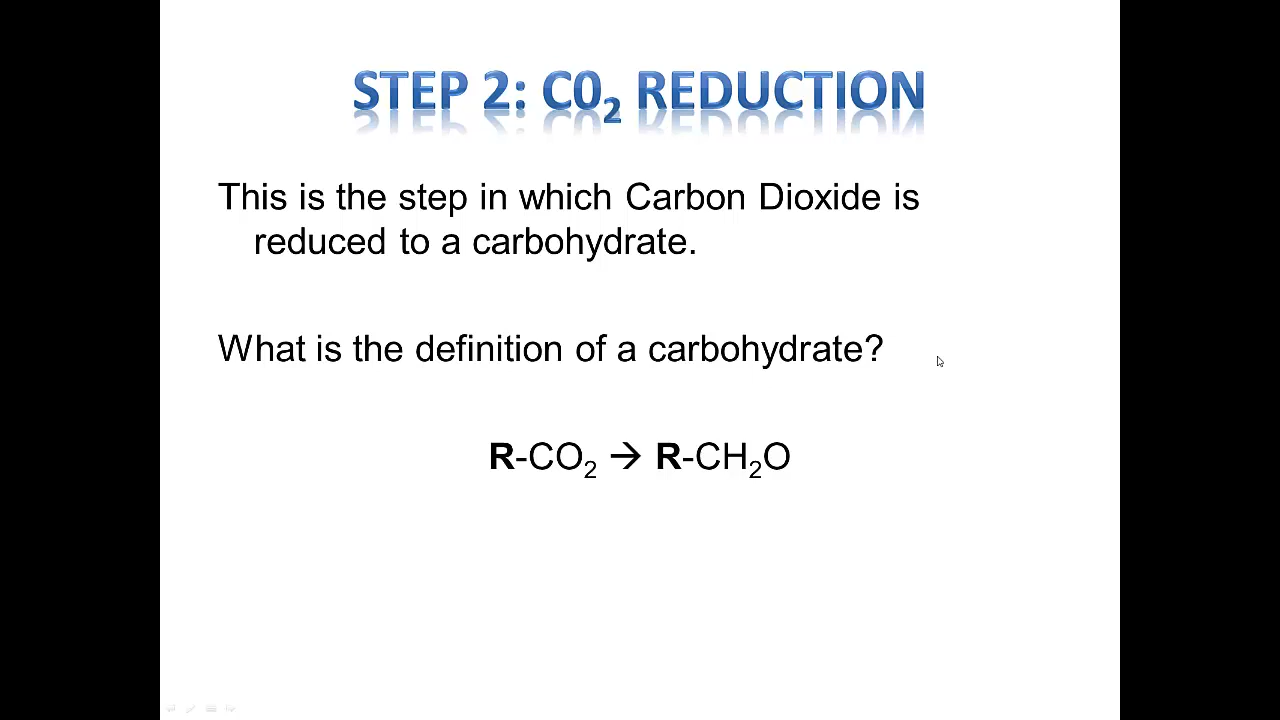 STEP 2: C0₂ REDUCTION
This is the step in which Carbon Dioxide is
reduced to a carbohydrate.
What is the definition of a carbohydrate?
R-CO₂ → R-CH₂O